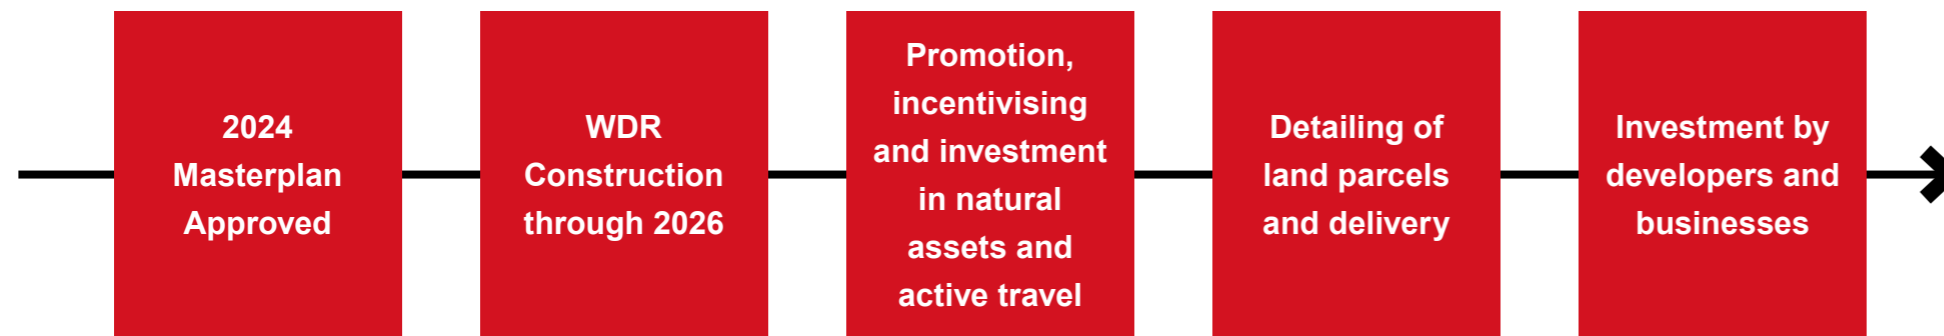 2024
Masterplan
Approved
WDR
Construction
through 2026
Promotion,
incentivising
and investment
in natural
assets and
active travel
Detailing of
land parcels
and delivery
Investment by
developers and
businesses